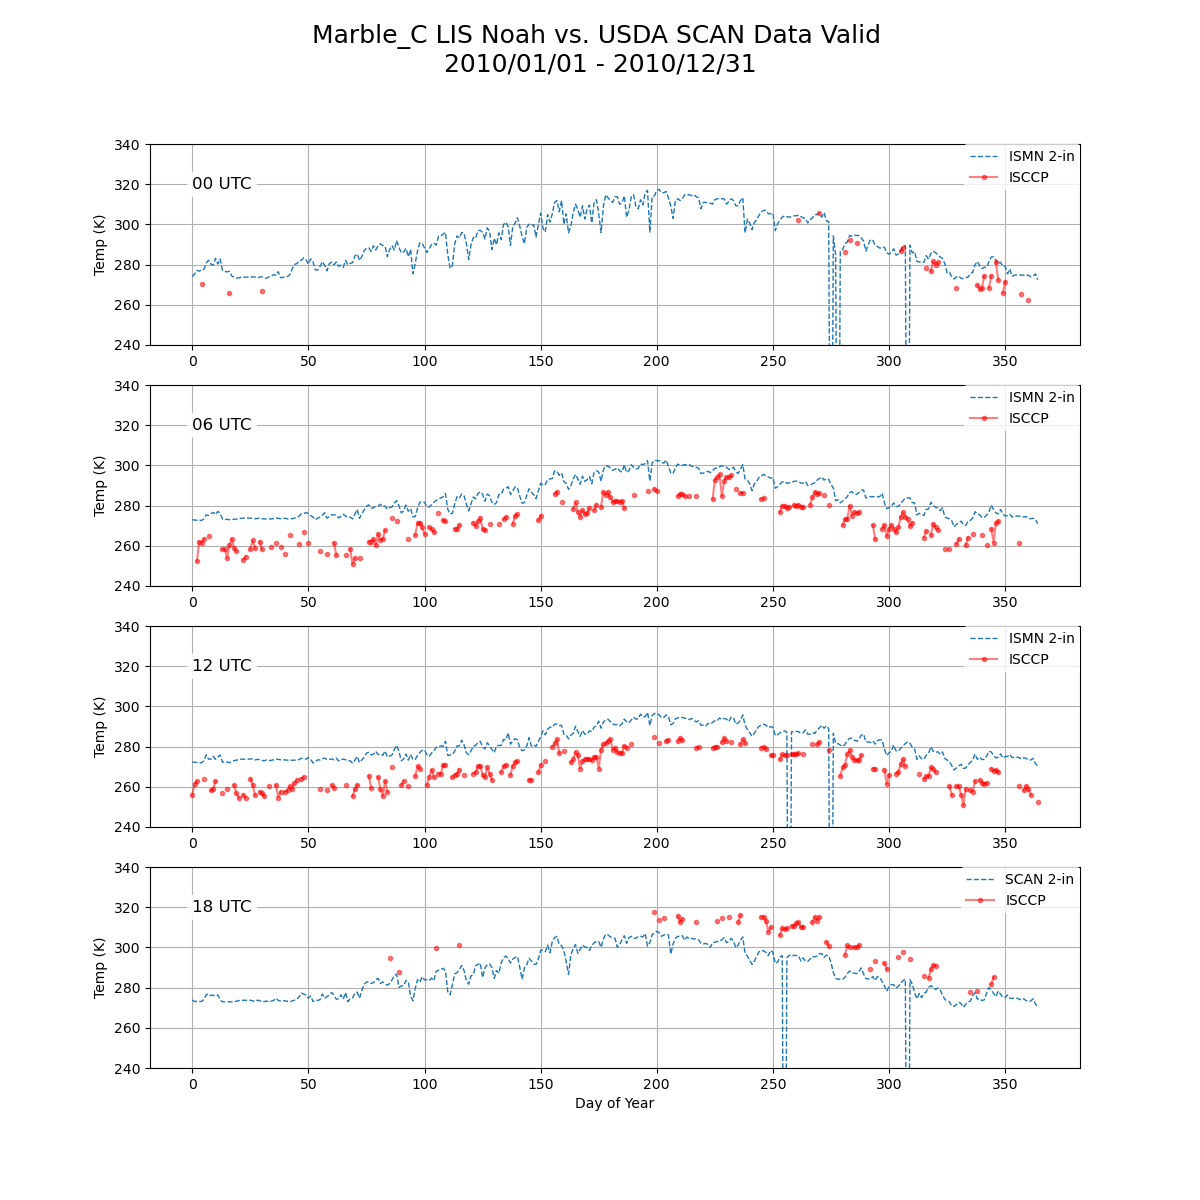 Marble_C LIS Noah vs. USDA SCAN Data Valid
2010/01/01 - 2010/12/31
340
320
300
280
260
240
Temp (K)
00 UTC
ISMN 2-in
ISCCP
0 50 100 150 200 250 300 350
340
320
300
280
260
240
Temp (K)
06 UTC
ISMN 2-in
ISCCP
0 50 100 150 200 250 300 350
340
320
300
280
260
240
Temp (K)
12 UTC
ISMN 2-in
ISCCP
0 50 100 150 200 250 300 350
340
320
300
280
260
240
Temp (K)
18 UTC
SCAN 2-in
ISCCP
0 50 100 150 200 250 300 350
Day of Year